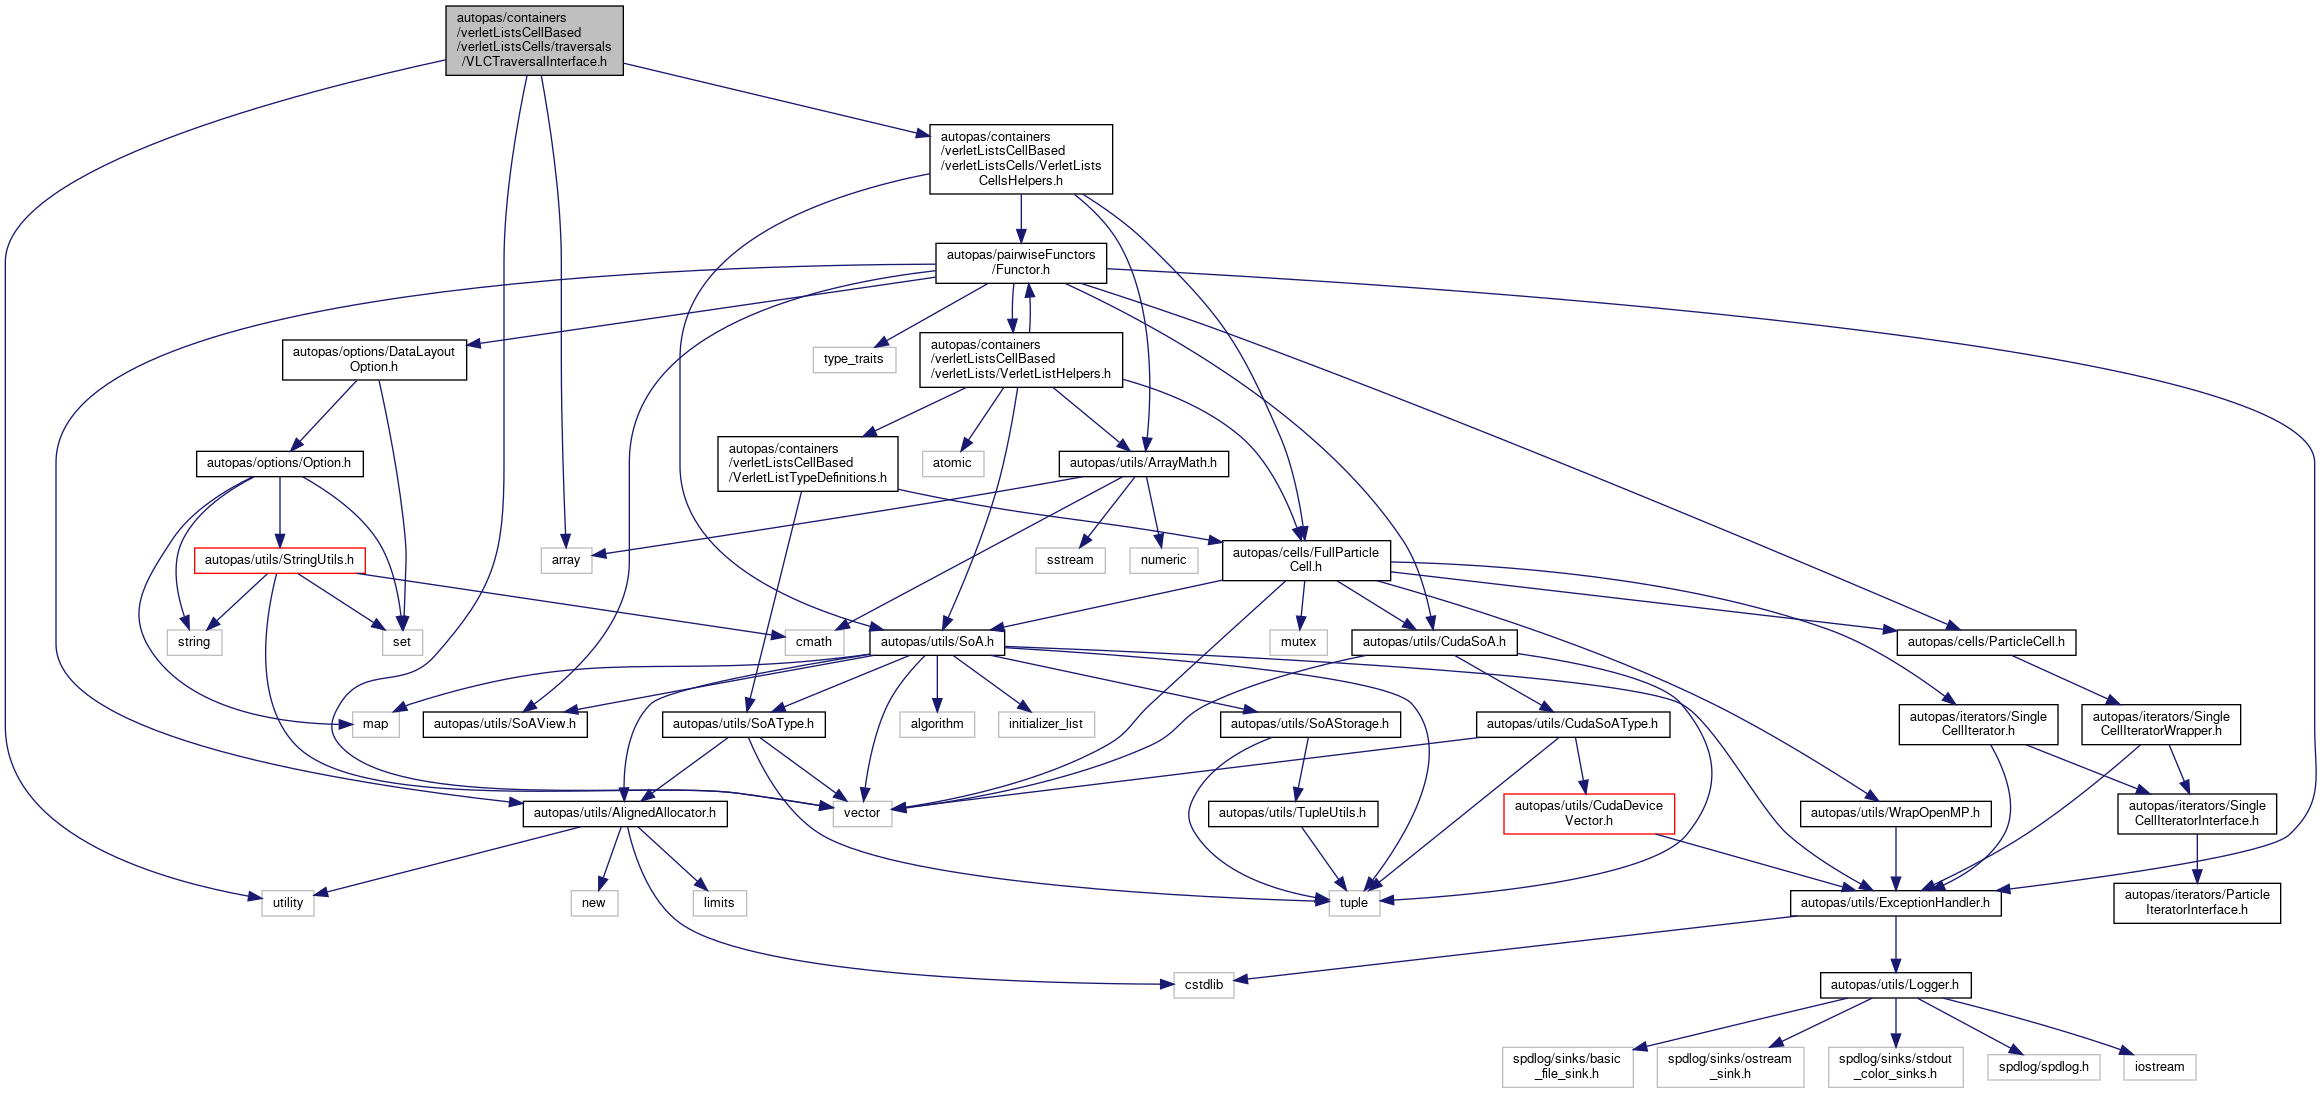 autopas/containers
/verletListsCellBased
/verletListsCells/traversals
/VLCTraversalInterface.h
autopas/containers
/verletListsCellBased
/verletListsCells/VerletLists
CellsHelpers.h
autopas/pairwiseFunctors
/Functor.h
autopas/options/DataLayout
Option.h
type_traits
autopas/containers
/verletListsCellBased
/verletLists/VerletListHelpers.h
autopas/options/Option.h
autopas/containers
/verletListsCellBased
/VerletListTypeDefinitions.h
atomic
autopas/utils/ArrayMath.h
autopas/utils/StringUtils.h
array
sstream
numeric
autopas/cells/FullParticle
Cell.h
string
set
cmath
autopas/utils/SoA.h
mutex
autopas/utils/CudaSoA.h
autopas/cells/ParticleCell.h
map
autopas/utils/SoAView.h
autopas/utils/SoAType.h
algorithm
initializer_list
autopas/utils/SoAStorage.h
autopas/utils/CudaSoAType.h
autopas/iterators/Single
CellIterator.h
autopas/iterators/Single
CellIteratorWrapper.h
autopas/utils/AlignedAllocator.h
vector
autopas/utils/TupleUtils.h
autopas/utils/CudaDevice
Vector.h
autopas/utils/WrapOpenMP.h
autopas/iterators/Single
CellIteratorInterface.h
utility
new
limits
tuple
autopas/utils/ExceptionHandler.h
autopas/iterators/Particle
IteratorInterface.h
cstdlib
autopas/utils/Logger.h
spdlog/sinks/basic
_file_sink.h
spdlog/sinks/ostream
_sink.h
spdlog/sinks/stdout
_color_sinks.h
spdlog/spdlog.h
iostream